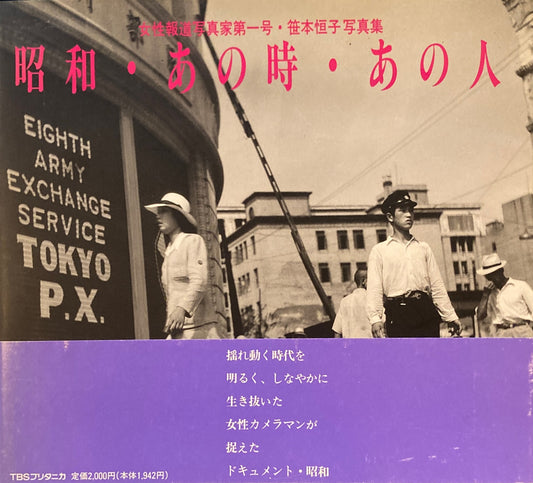 女性報道写真家第一号・笹本恒子写真集
昭和・あの時・あの人
EIGHTH
ARMY
EXCHANGE
SERVICE
TOKYO
P.X.
揺れ動く時代を
明るく、しなやかに
生き抜いた
女性カメラマンが
捉えた
ドキュメント・昭和
TBSブリタニカ 定価2,000円(本体1,942円)